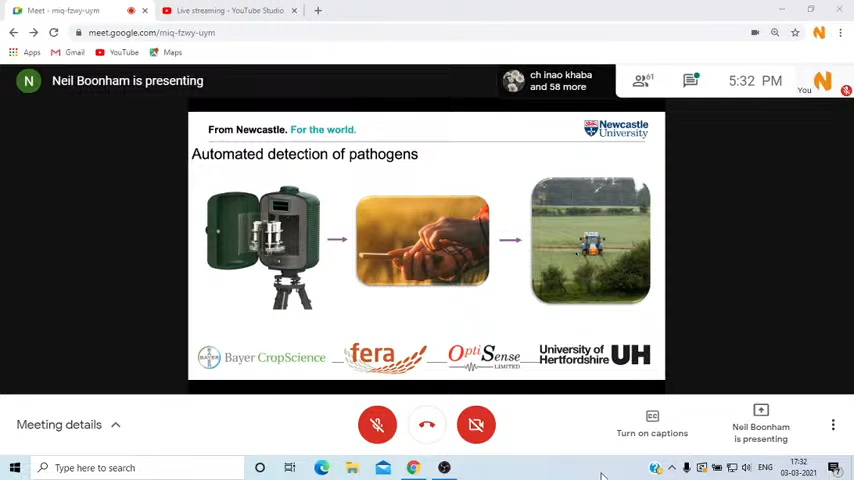 Meet - miq-fzwy-uym
Live streaming - YouTube Studio
meet.google.com/miq-fzwy-uym
Apps
Gmail
YouTube
Maps
N
Neil Boonham is presenting
ch inao khaba
and 58 more
61
5:32 PM
You
From Newcastle. For the world.
Newcastle
University
Automated detection of pathogens
BAYER
Bayer CropScience
fera
OptiSense
LIMITED
University of
Hertfordshire UH
Meeting details
Turn on captions
Neil Boonham
is presenting
Type here to search
ENG
17:32
03-03-2021